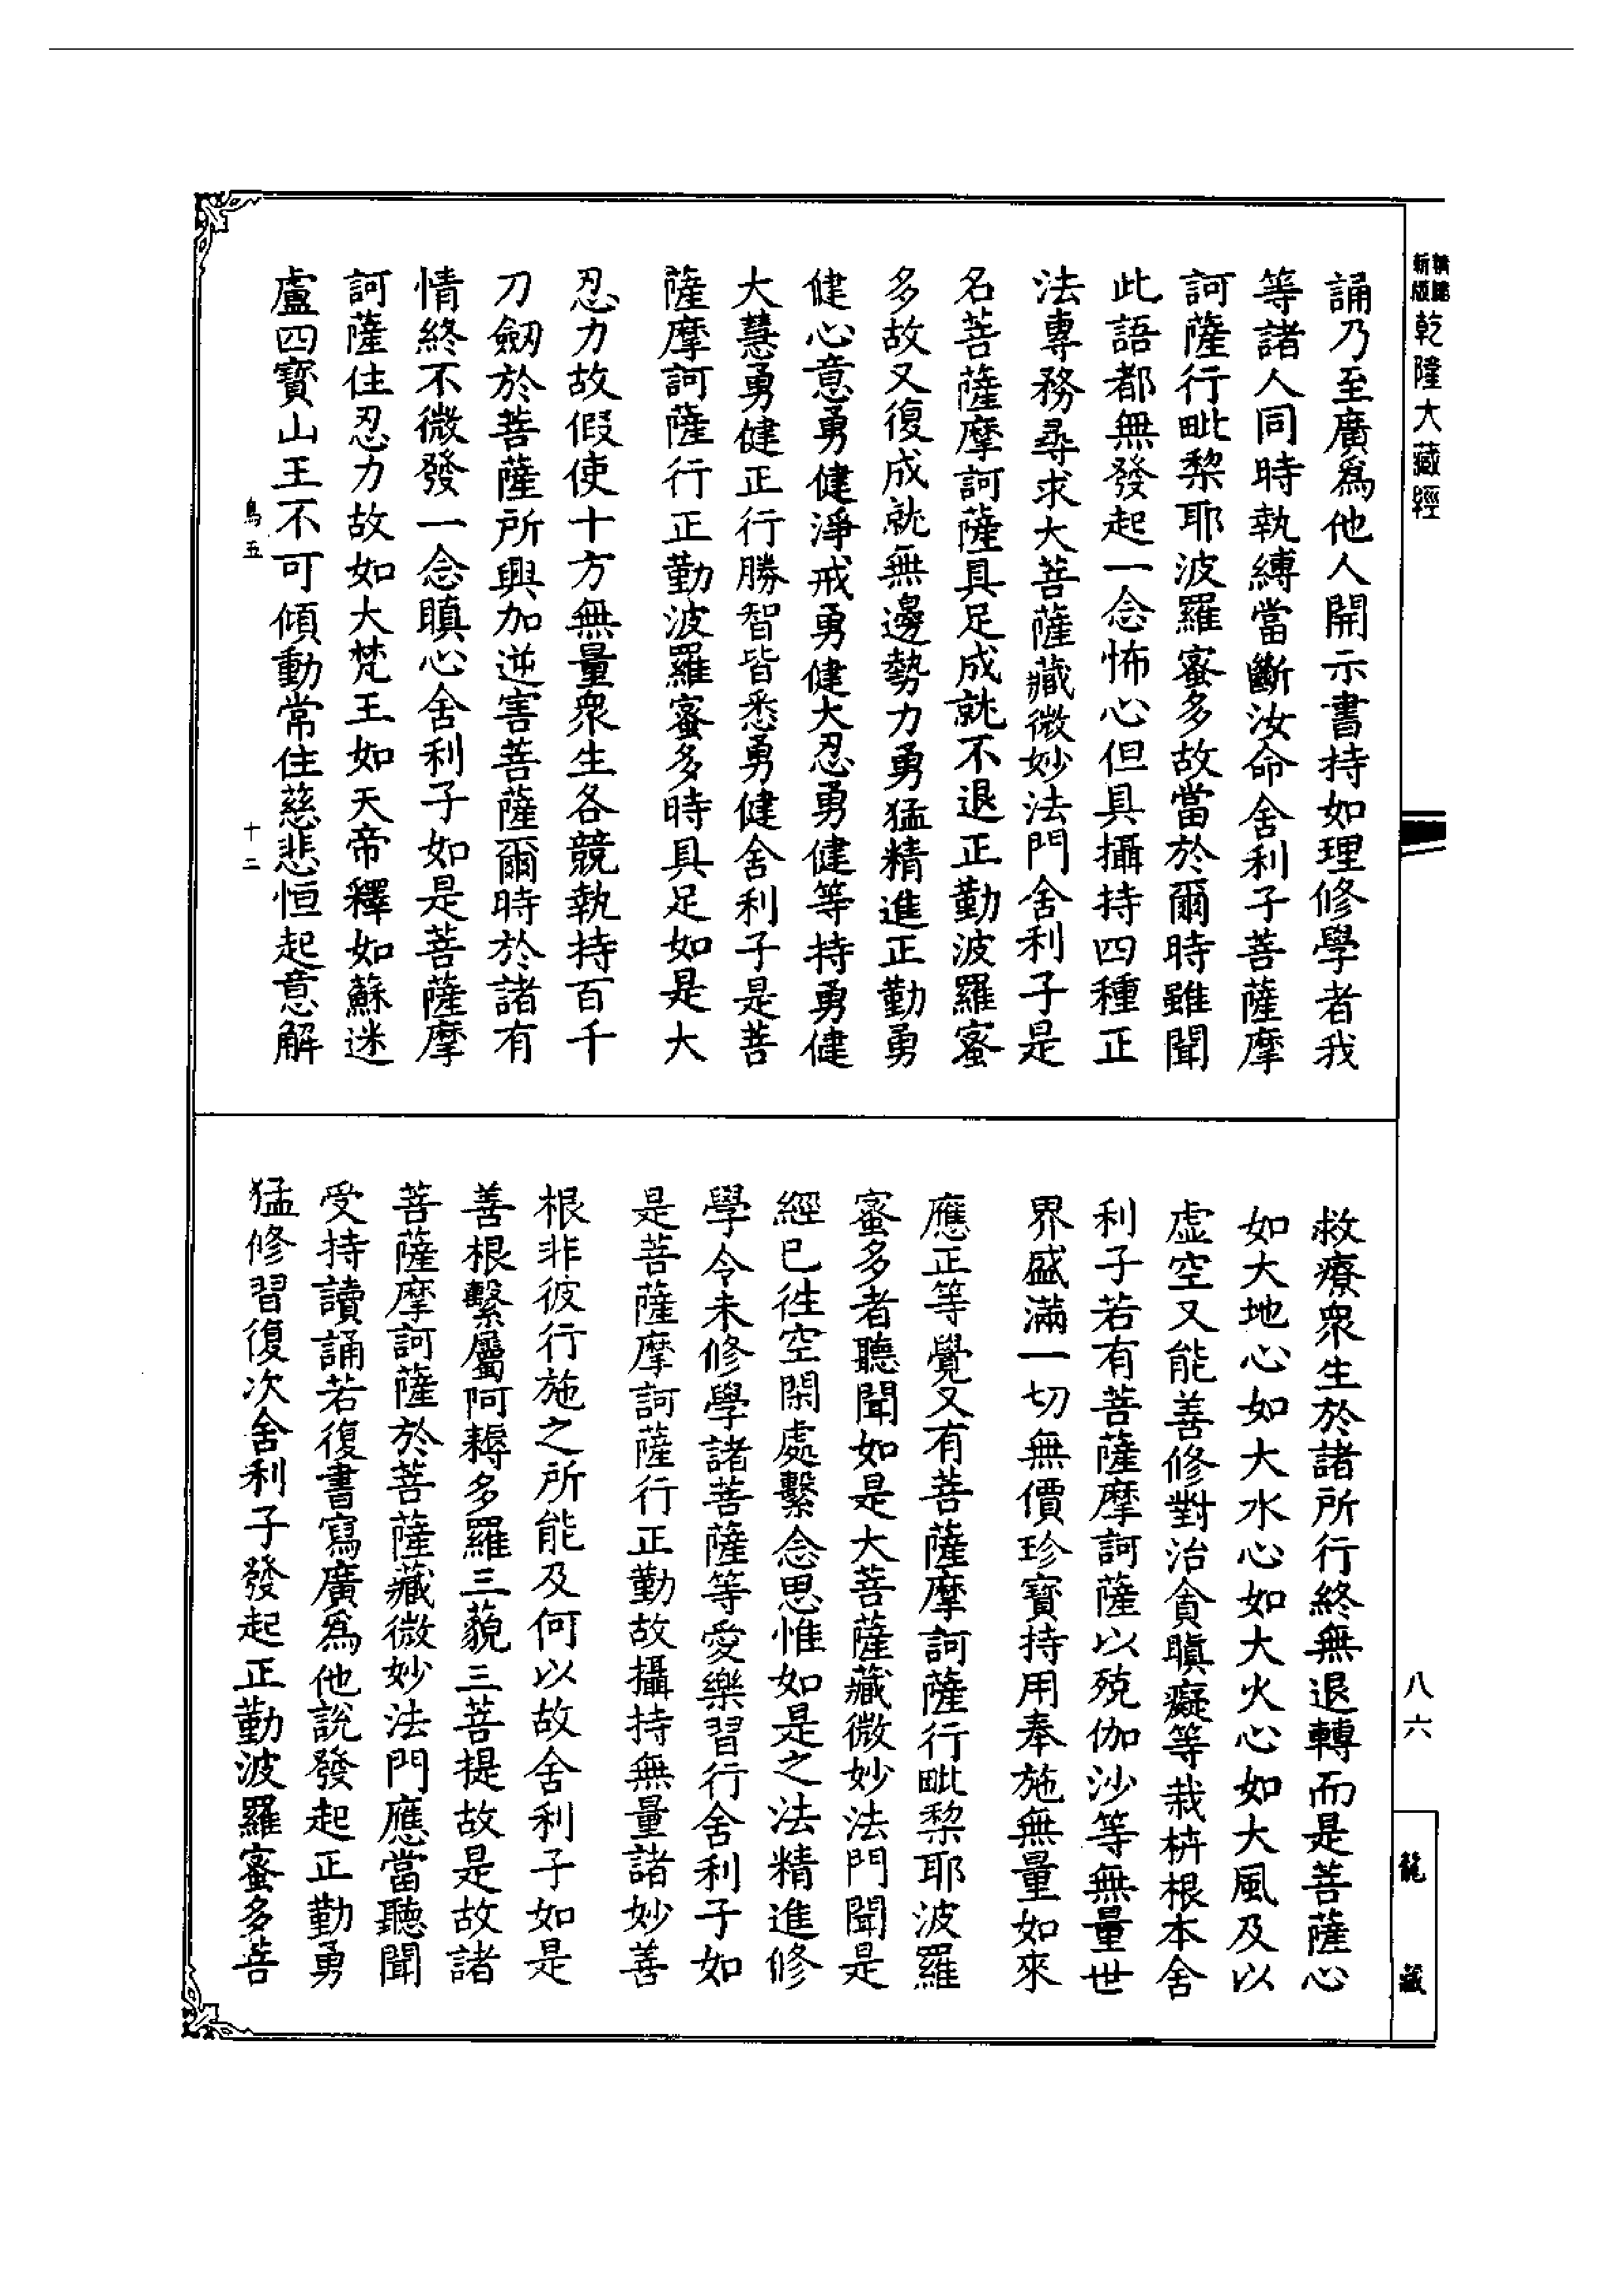 新版
精縮
乾隆大藏經
誦乃至廣爲他人開示書持如理修學者我
等諸人同時執縛當斷汝命舍利子菩薩摩
訶薩行毗棃耶波羅蜜多故當於爾時雖聞
此語都無發起一念怖心但具攝持四種正
法專務尋求大菩薩藏微妙法門舍利子是
名菩薩摩訶薩具足成就不退正勤波羅蜜
多故又復成就無邊勢力勇猛精進正勤勇
健心意勇健淨戒勇健大忍勇健等持勇健
大慧勇健正行勝智皆悉勇健舍利子是菩
薩摩訶薩行正勤波羅蜜多時具足如是大
忍力故假使十方無量衆生各競執持百千
刀劔於菩薩所興加逆害菩薩爾時於諸有
情終不微發一念瞋心舍利子如是菩薩摩
訶薩住忍力故如大梵王如天帝釋如蘇迷
盧四寶山王不可傾動常住慈悲恒起意解
鳥五
十二
救療衆生於諸所行終無退轉而是菩薩心
如大地心如大水心如大火心如大風及以
虛空又能善修對治貪瞋癡等栽枿根本舍
利子若有菩薩摩訶薩以殑伽沙等無量世
界盛滿一切無價珍寶持用奉施無量如來
應正等覺又有菩薩摩訶薩行毗棃耶波羅
蜜多者聽聞如是大菩薩藏微妙法門聞是
經已往空閑處繫念思惟如是之法精進修
學令未修學諸菩薩等愛樂習行舍利子如
是菩薩摩訶薩行正勤故攝持無量諸妙善
根非彼行施之所能及何以故舍利子如是
善根繫屬阿耨多羅三藐三菩提故是故諸
菩薩摩訶薩於菩薩藏微妙法門應當聽聞
受持讀誦若復書寫廣爲他說發起正勤勇
猛修習復次舍利子發起正勤波羅蜜多菩
八六
龍藏